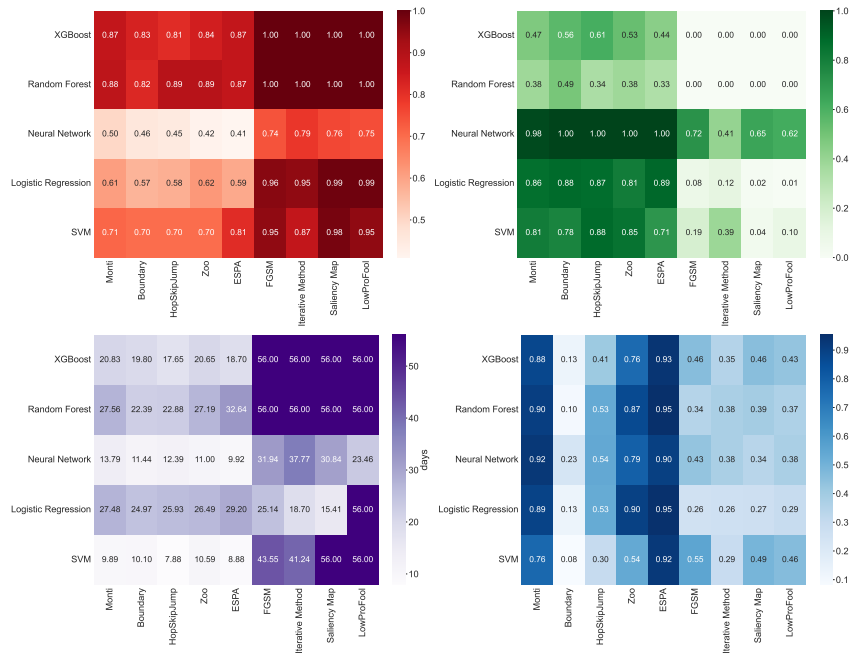 XGBoost 0.87 0.83 0.81 0.84 0.87 1.00 1.00 1.00 1.00
Random Forest 0.88 0.82 0.89 0.89 0.87 1.00 1.00 1.00 1.00
Neural Network 0.50 0.46 0.45 0.42 0.41 0.74 0.79 0.76 0.75
Logistic Regression 0.61 0.57 0.58 0.62 0.59 0.96 0.95 0.99 0.99
SVM 0.71 0.70 0.70 0.70 0.81 0.95 0.87 0.98 0.95
Monti Boundary HopSkipJump Zoo ESPA FGSM Iterative Method Saliency Map LowProFool
1.0
0.9
0.8
0.7
0.6
0.5
XGBoost 0.47 0.56 0.61 0.53 0.44 0.00 0.00 0.00 0.00
Random Forest 0.38 0.49 0.34 0.38 0.33 0.00 0.00 0.00 0.00
Neural Network 0.98 1.00 1.00 1.00 1.00 0.72 0.41 0.65 0.62
Logistic Regression 0.86 0.88 0.87 0.81 0.89 0.08 0.12 0.02 0.01
SVM 0.81 0.78 0.88 0.85 0.71 0.19 0.39 0.04 0.10
Monti Boundary HopSkipJump Zoo ESPA FGSM Iterative Method Saliency Map LowProFool
1.0
0.8
0.6
0.4
0.2
0.0
XGBoost 20.83 19.80 17.65 20.65 18.70 56.00 56.00 56.00 56.00
Random Forest 27.56 22.39 22.88 27.19 32.64 56.00 56.00 56.00 56.00
Neural Network 13.79 11.44 12.39 11.00 9.92 31.94 37.77 30.84 23.46
Logistic Regression 27.48 24.97 25.93 26.49 29.20 25.14 18.70 15.41 56.00
SVM 9.89 10.10 7.88 10.59 8.88 43.55 41.24 56.00 56.00
Monti Boundary HopSkipJump Zoo ESPA FGSM Iterative Method Saliency Map LowProFool
50
40
30
20
10
days
XGBoost 0.88 0.13 0.41 0.76 0.93 0.46 0.35 0.46 0.43
Random Forest 0.90 0.10 0.53 0.87 0.95 0.34 0.38 0.39 0.37
Neural Network 0.92 0.23 0.54 0.79 0.90 0.43 0.38 0.34 0.38
Logistic Regression 0.89 0.13 0.53 0.90 0.95 0.26 0.26 0.27 0.29
SVM 0.76 0.08 0.30 0.54 0.92 0.55 0.29 0.49 0.46
Monti Boundary HopSkipJump Zoo ESPA FGSM Iterative Method Saliency Map LowProFool
0.9
0.8
0.7
0.6
0.5
0.4
0.3
0.2
0.1